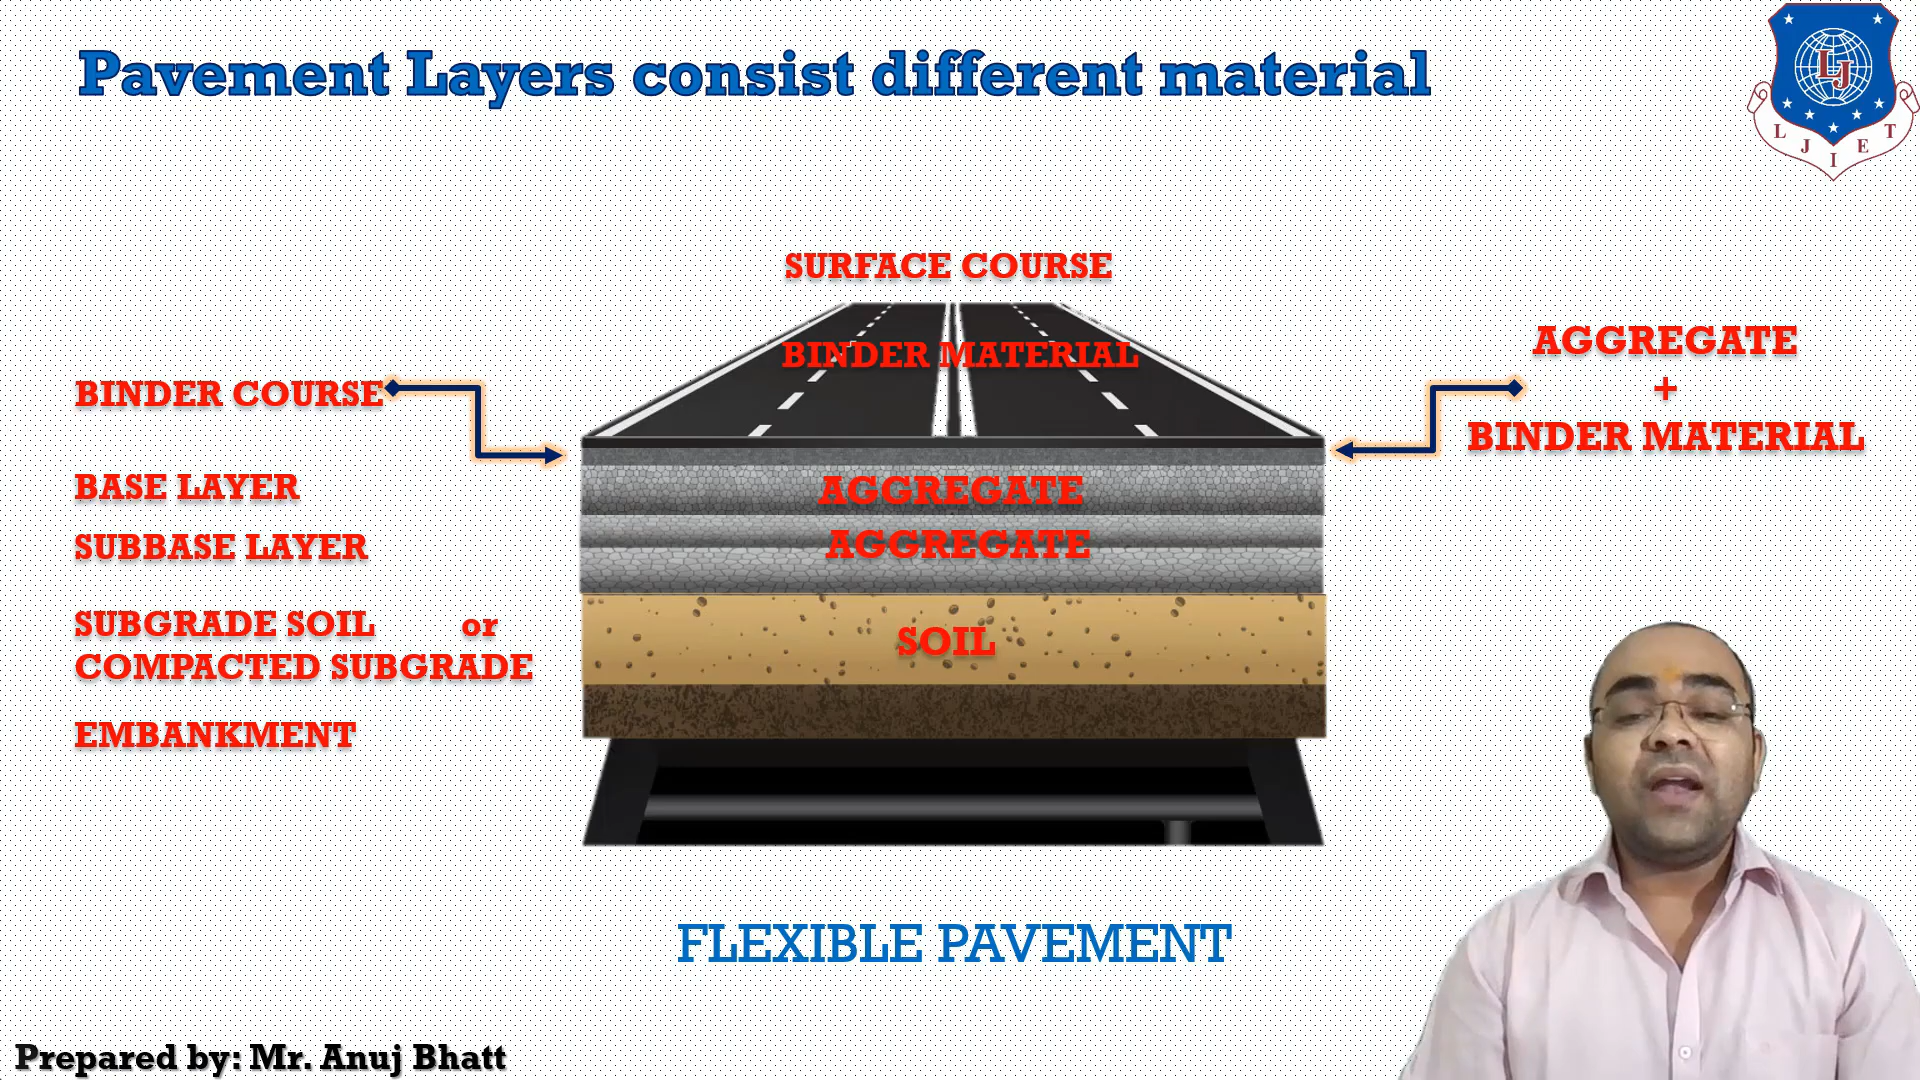 Pavement Layers consist different material
LJ
L J I E T
SURFACE COURSE
BINDER MATERIAL
AGGREGATE
+
BINDER MATERIAL
BINDER COURSE
BASE LAYER
AGGREGATE
SUBBASE LAYER
AGGREGATE
SUBGRADE SOIL or
COMPACTED SUBGRADE
SOIL
EMBANKMENT
FLEXIBLE PAVEMENT
Prepared by: Mr. Anuj Bhatt